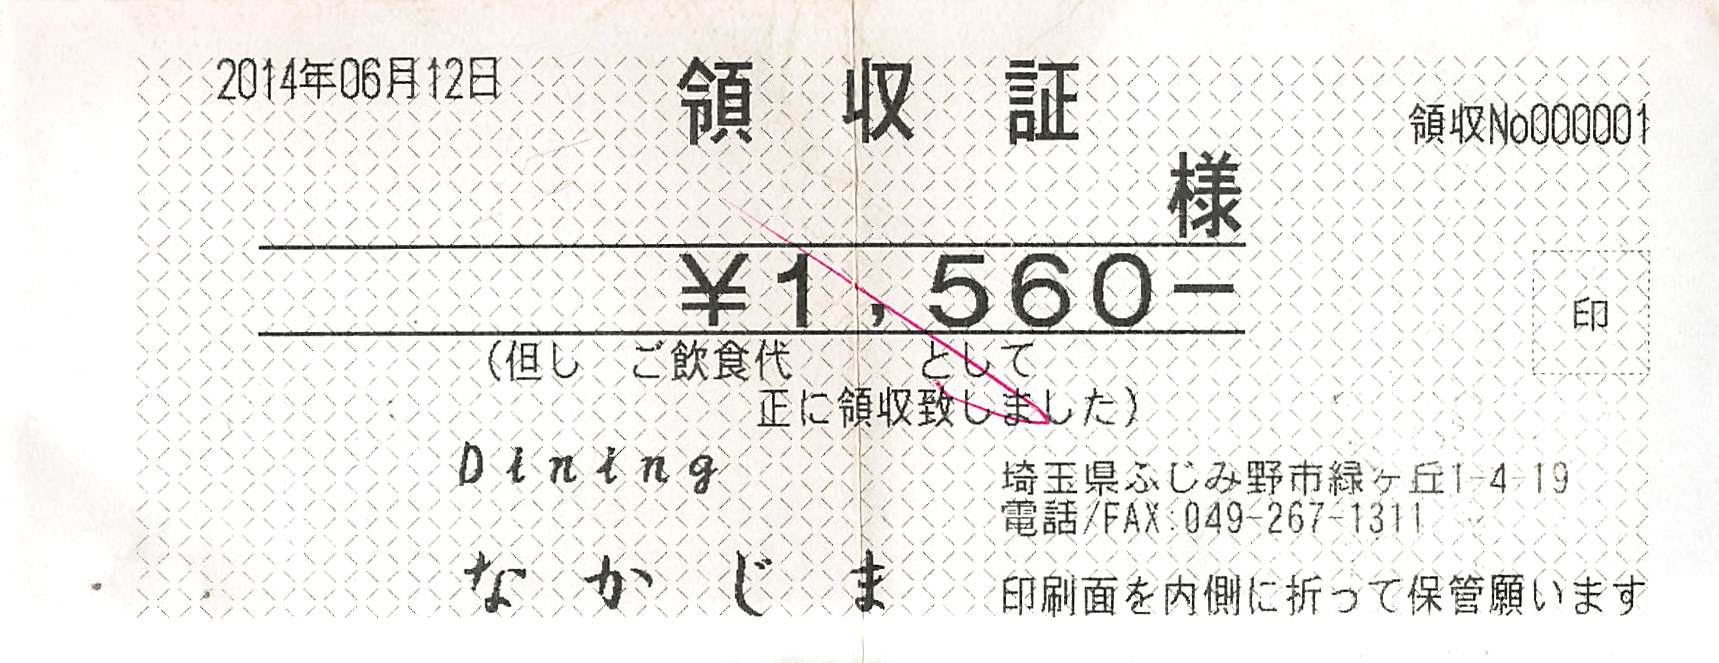 2014年06月12日
領収証
領収No000001
様
¥1,560-
(但し ご飲食代 として
正に領収致しました)
印
Dining
なかじま
埼玉県ふじみ野市緑ヶ丘1-4-19
電話/FAX:049-267-1311
印刷面を内側に折って保管願います